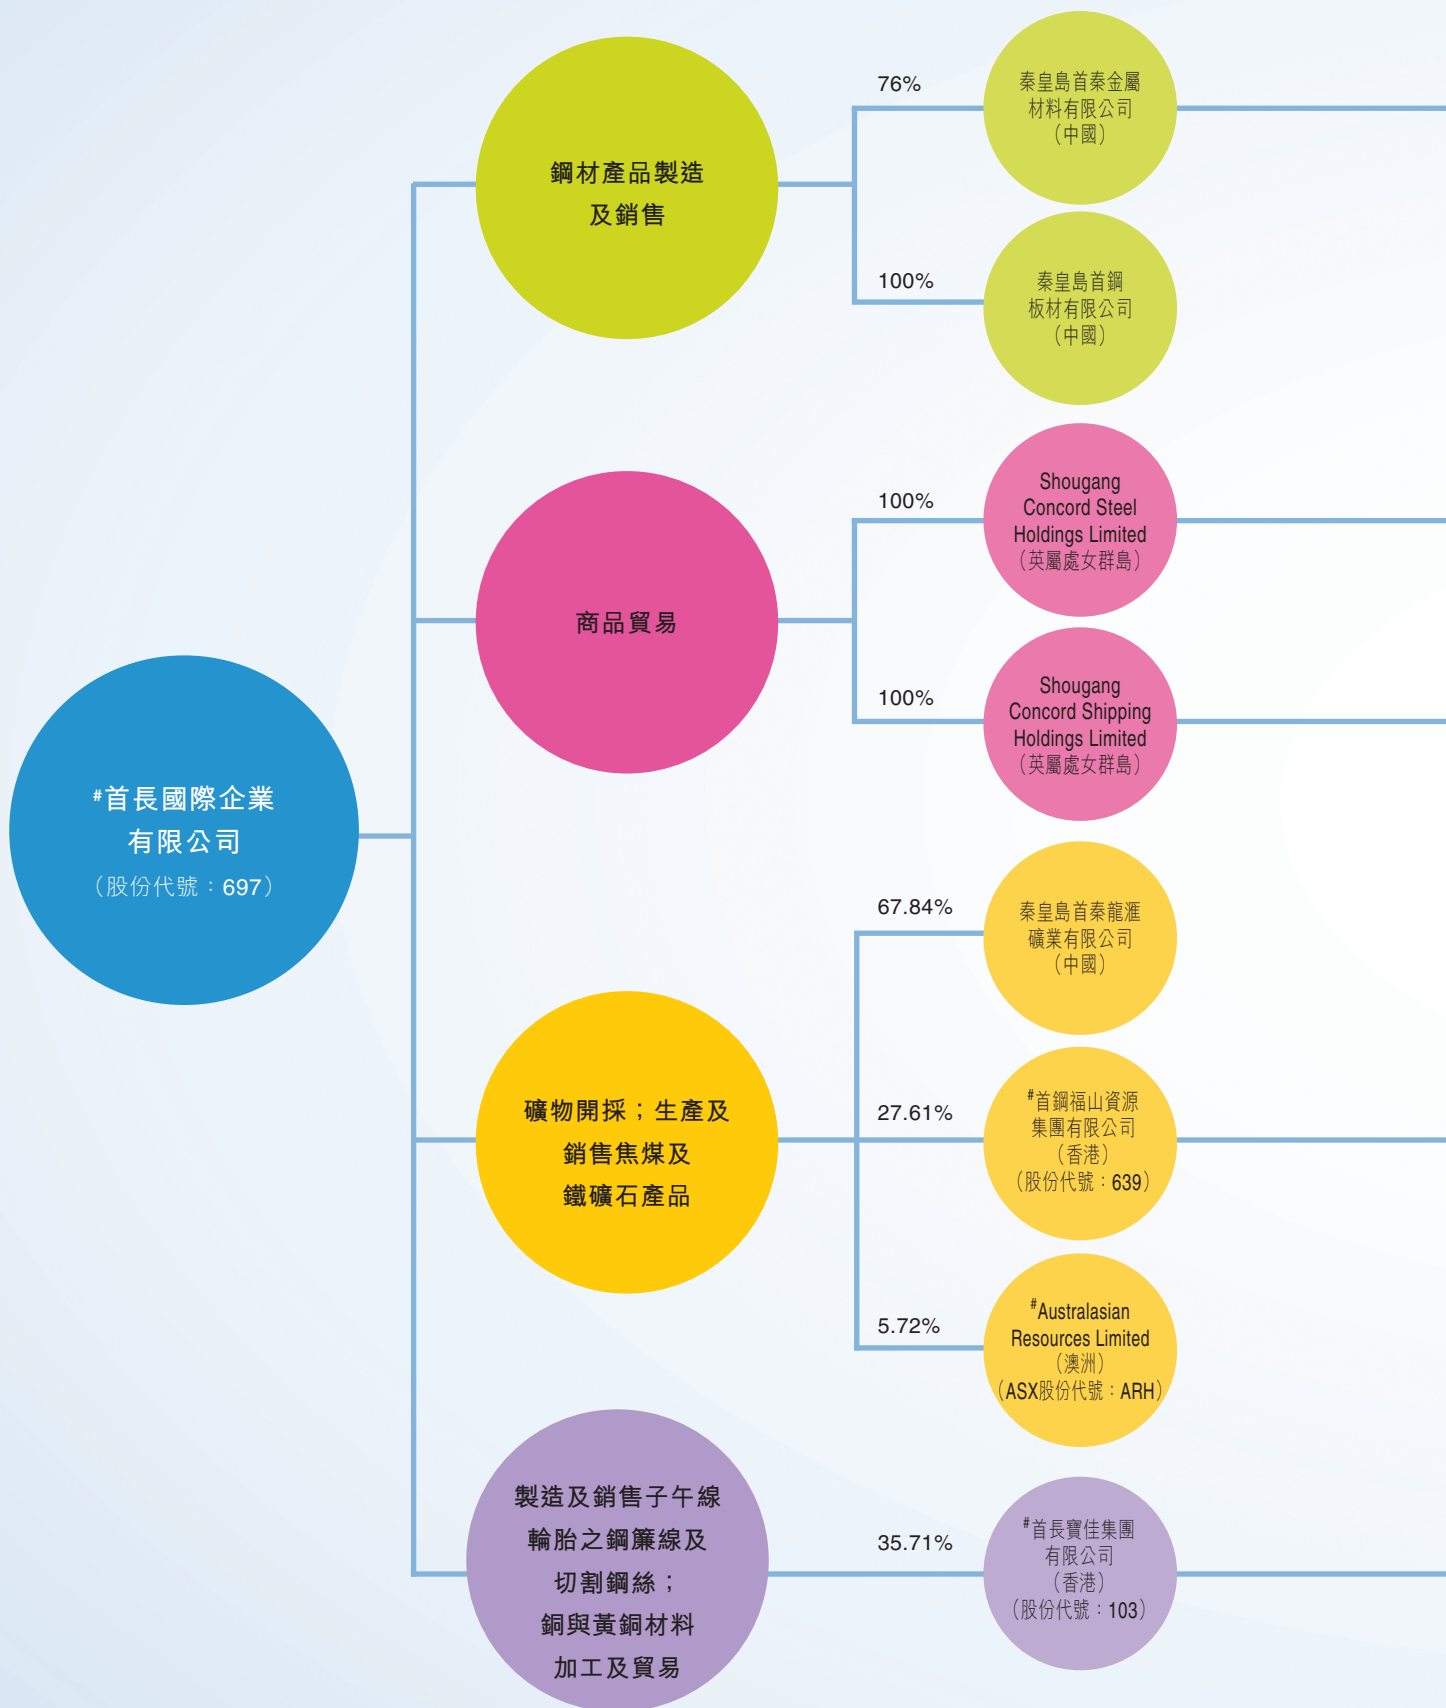 #首長國際企業
有限公司
（股份代號：697）
鋼材產品製造
及銷售
76%
秦皇島首秦金屬
材料有限公司
（中國）
100%
秦皇島首鋼
板材有限公司
（中國）
商品貿易
100%
Shougang
Concord Steel
Holdings Limited
（英屬處女群島）
100%
Shougang
Concord Shipping
Holdings Limited
（英屬處女群島）
礦物開採；生產及
銷售焦煤及
鐵礦石產品
67.84%
秦皇島首秦龍滙
礦業有限公司
（中國）
27.61%
#首鋼福山資源
集團有限公司
（香港）
（股份代號：639）
5.72%
#Australasian
Resources Limited
（澳洲）
（ASX股份代號：ARH）
製造及銷售子午線
輪胎之鋼簾線及
切割鋼絲；
銅與黃銅材料
加工及貿易
35.71%
#首長寶佳集團
有限公司
（香港）
（股份代號：103）